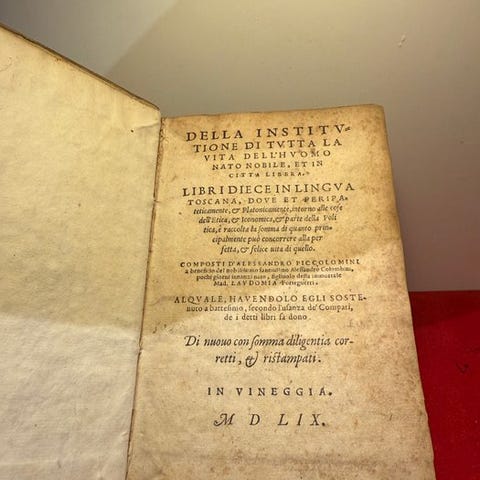 DELLA INSTITV-
TIONE DI TVTTA LA
VITA DELL'HVOMO
NATO NOBILE, ET IN
CITTA LIBERA.
LIBRI DIECE IN LINGVA
TOSCANA, DOVE ET PERIPA-
teticamente, & Platonicamente, intorno alle cose
dell'Etica, & Iconomica, & parte della Poli
tica, è raccolta la somma di quanto prin-
cipalmente può concorrere alla per
fetta, & felice uita di quello.
COMPOSTI D'ALESSANDRO PICCOLOMINI
a beneficio del nobilissimo fanciullino Alessandro Colombini,
pochi giorni innanzi nato, figliuolo della immortale
Mad. LAVDOMIA Forteguerri.
ALQVALE, HAVENDOLO EGLI SOSTE-
nuto a battesimo, secondo l'usanza de' Compari,
de i detti libri fa dono
Di nuouo con somma diligentia cor-
retti, & ristampati.
IN VINEGGIA.
M D LIX.